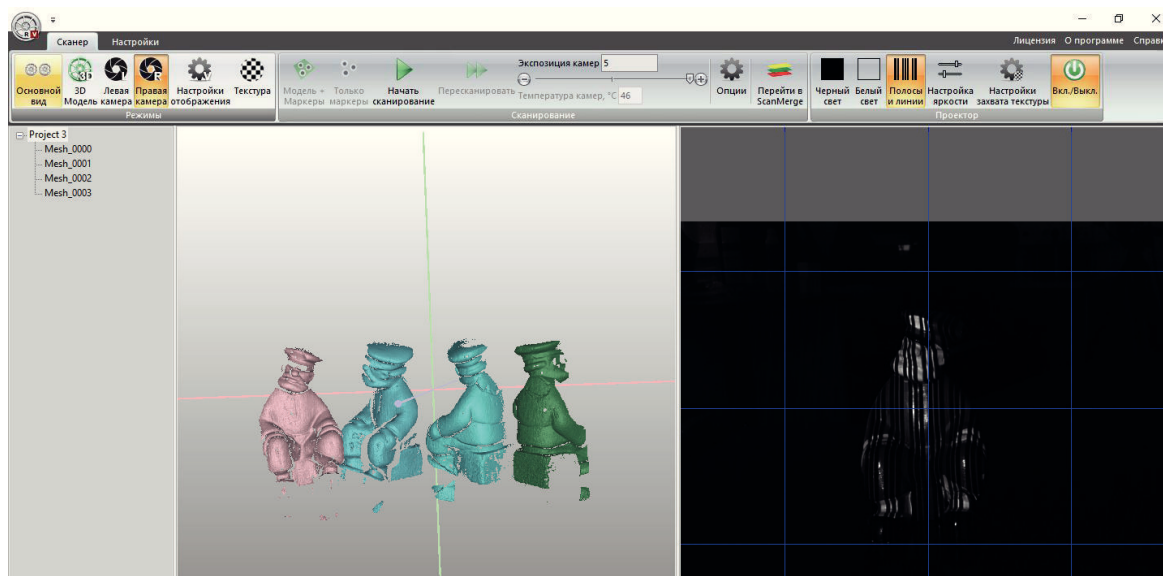 R V
Сканер Настройки
Лицензия О программе Справк
Основной вид
3D Модель
Левая камера
Правая камера
Настройки отображения
Текстура
Режимы
Модель + Маркеры
Только маркеры
Начать сканирование
Пересканировать
Экспозиция камер 5
Температура камер, °C 46
Опции
Перейти в ScanMerge
Сканирование
Черный свет
Белый свет
Полосы и линии
Настройка яркости
Настройки захвата текстуры
Вкл./Выкл.
Проектор
Project 3
Mesh_0000
Mesh_0001
Mesh_0002
Mesh_0003